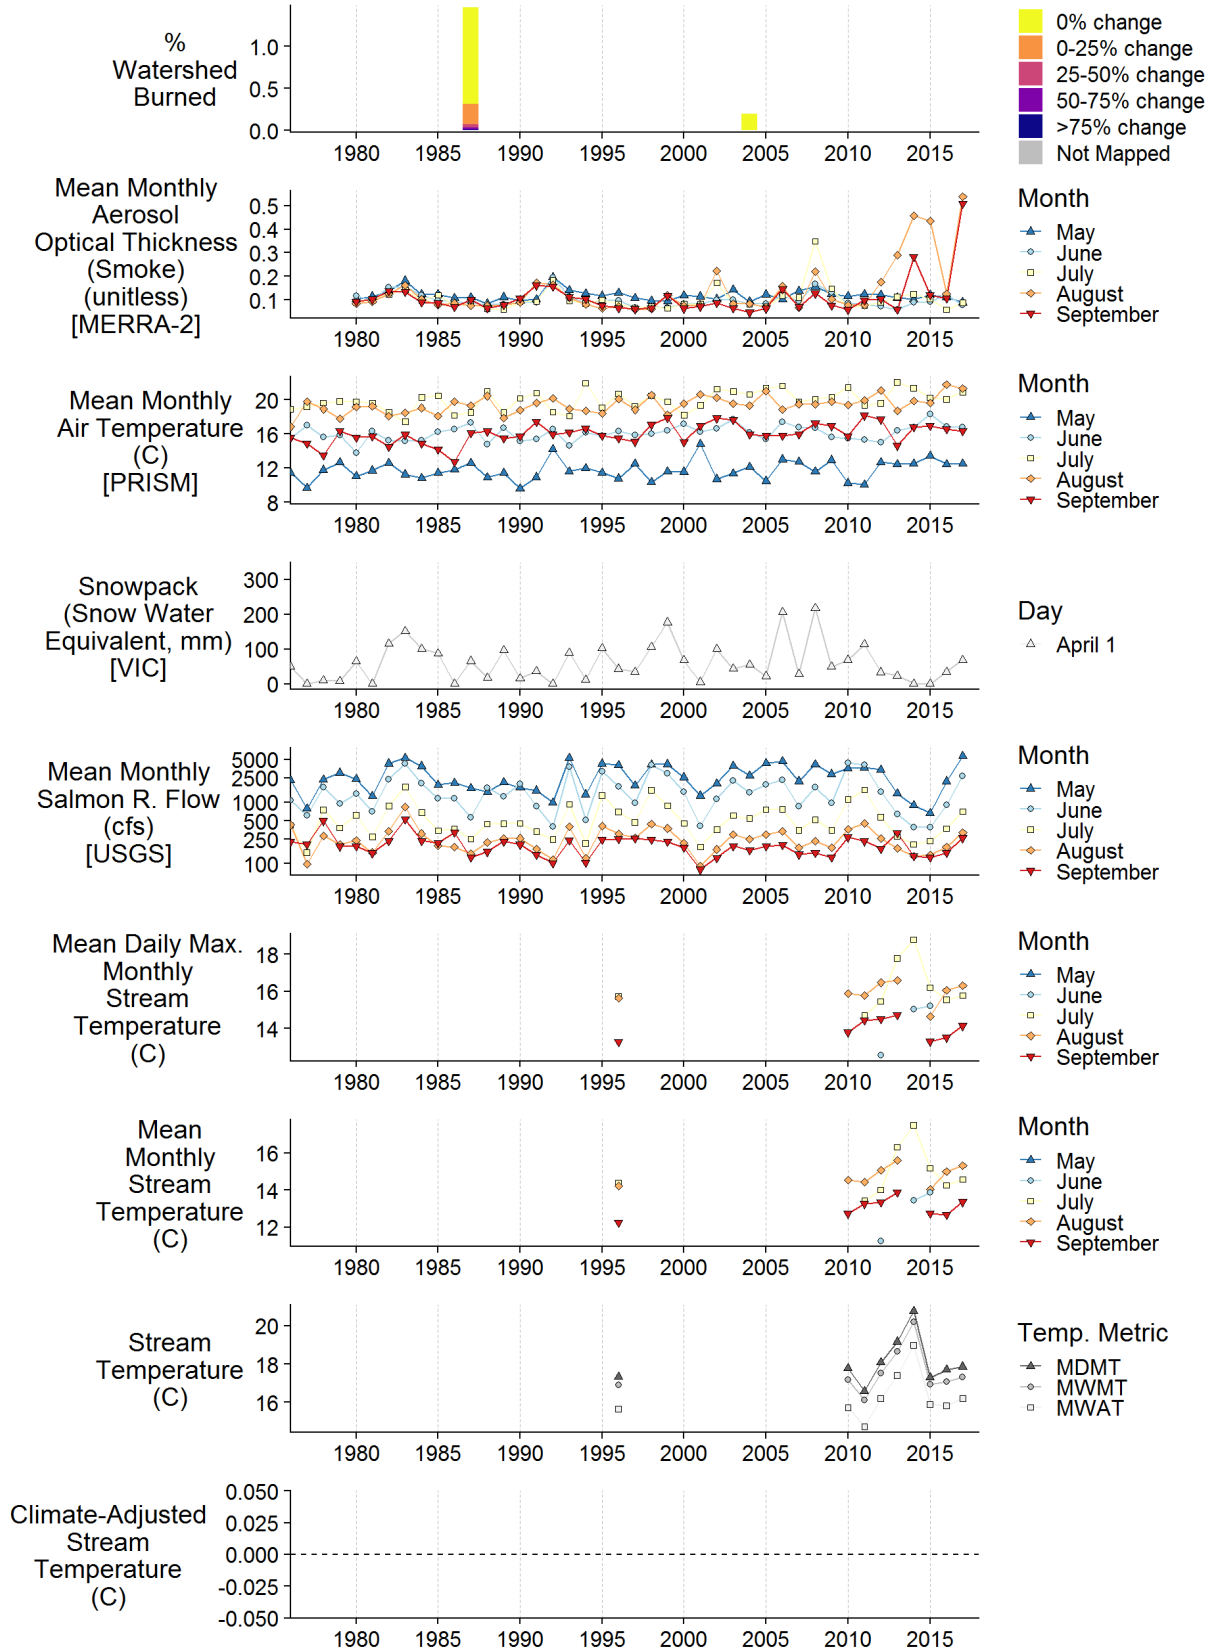 %
Watershed
Burned
1.0
0.5
0.0
1980 1985 1990 1995 2000 2005 2010 2015
0% change
0-25% change
25-50% change
50-75% change
>75% change
Not Mapped
Mean Monthly
Aerosol
Optical Thickness
(Smoke)
(unitless)
[MERRA-2]
0.5
0.4
0.3
0.2
0.1
1980 1985 1990 1995 2000 2005 2010 2015
Month
May
June
July
August
September
Mean Monthly
Air Temperature
(C)
[PRISM]
20
16
12
8
1980 1985 1990 1995 2000 2005 2010 2015
Month
May
June
July
August
September
Snowpack
(Snow Water
Equivalent, mm)
[VIC]
300
200
100
0
1980 1985 1990 1995 2000 2005 2010 2015
Day
April 1
Mean Monthly
Salmon R. Flow
(cfs)
[USGS]
5000
2500
1000
500
250
100
1980 1985 1990 1995 2000 2005 2010 2015
Month
May
June
July
August
September
Mean Daily Max.
Monthly
Stream
Temperature
(C)
18
16
14
1980 1985 1990 1995 2000 2005 2010 2015
Month
May
June
July
August
September
Mean
Monthly
Stream
Temperature
(C)
16
14
12
1980 1985 1990 1995 2000 2005 2010 2015
Month
May
June
July
August
September
Stream
Temperature
(C)
20
18
16
1980 1985 1990 1995 2000 2005 2010 2015
Temp. Metric
MDMT
MWMT
MWAT
Climate-Adjusted
Stream
Temperature
(C)
0.050
0.025
0.000
-0.025
-0.050
1980 1985 1990 1995 2000 2005 2010 2015